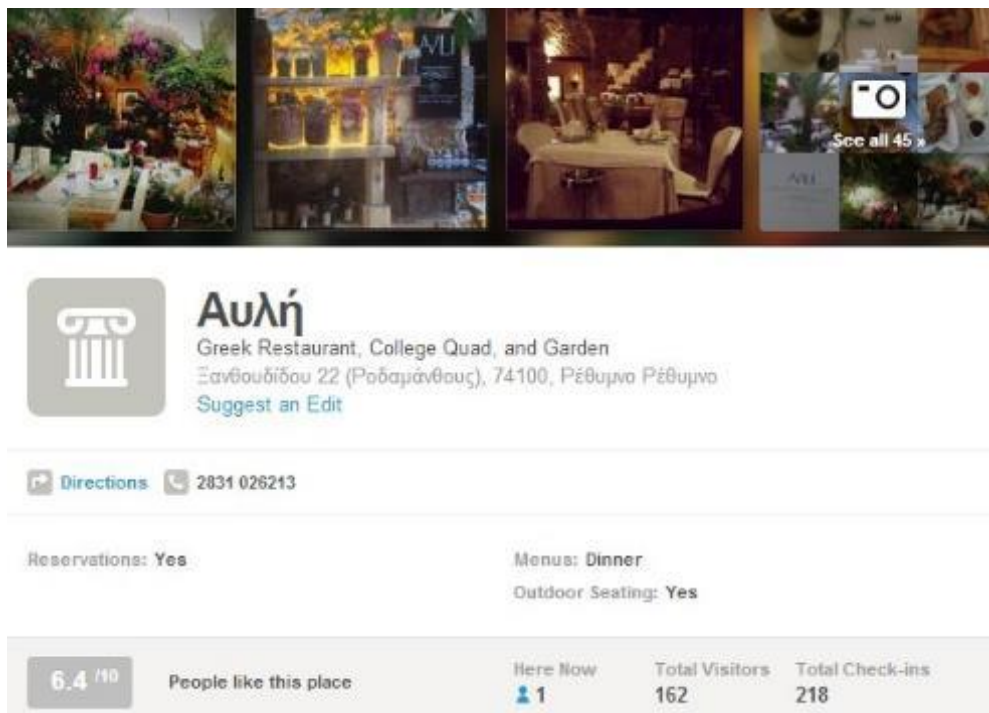 AVLI
See all 45 »
AVLI
Αυλή
Greek Restaurant, College Quad, and Garden
Ξανθουδίδου 22 (Ροδαμάνθους), 74100, Ρέθυμνο Ρέθυμνο
Suggest an Edit
Directions 2831 026213
Reservations: Yes
Menus: Dinner
Outdoor Seating: Yes
6.4 /10 People like this place
Here Now Total Visitors Total Check-ins
1 162 218